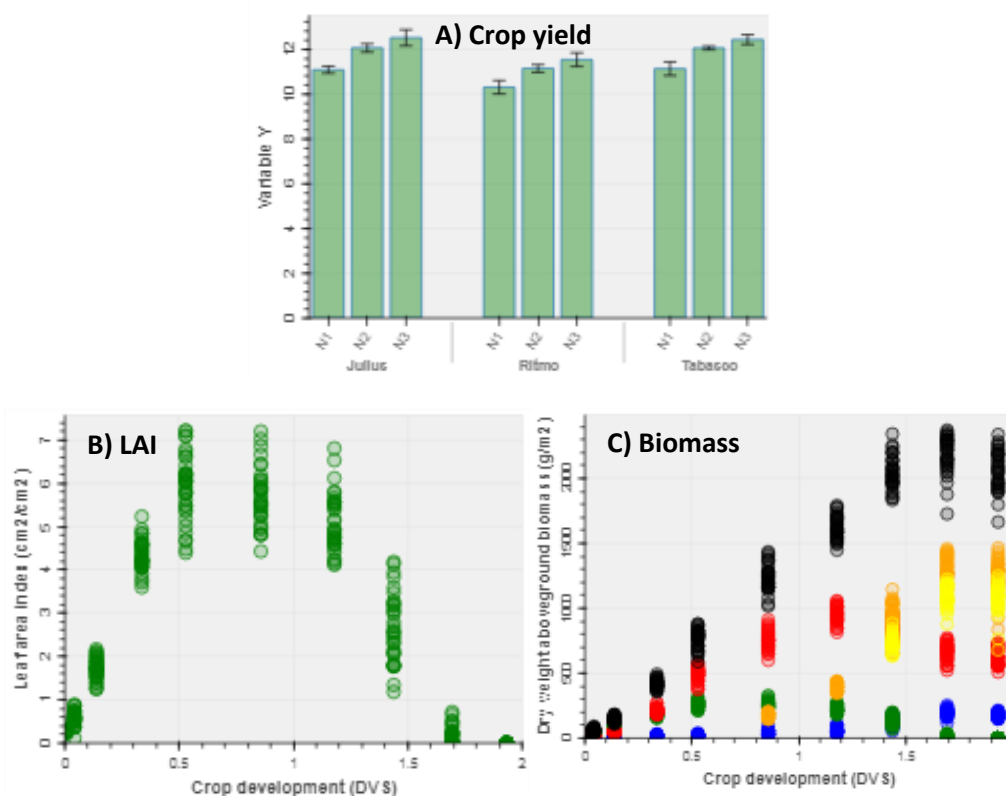 A) Crop yield
Variable Y
12
10
8
6
4
2
0
N1 N2 N3 N1 N2 N3 N1 N2 N3
Julius Ritmo Tabasco
B) LAI
Leaf area index (cm2/cm2)
7
6
5
4
3
2
1
0
0 0.5 1 1.5 2
Crop development (DVS)
C) Biomass
Dry weight aboveground biomass (g/m2)
2000
1500
1000
500
0
0 0.5 1 1.5
Crop development (DVS)